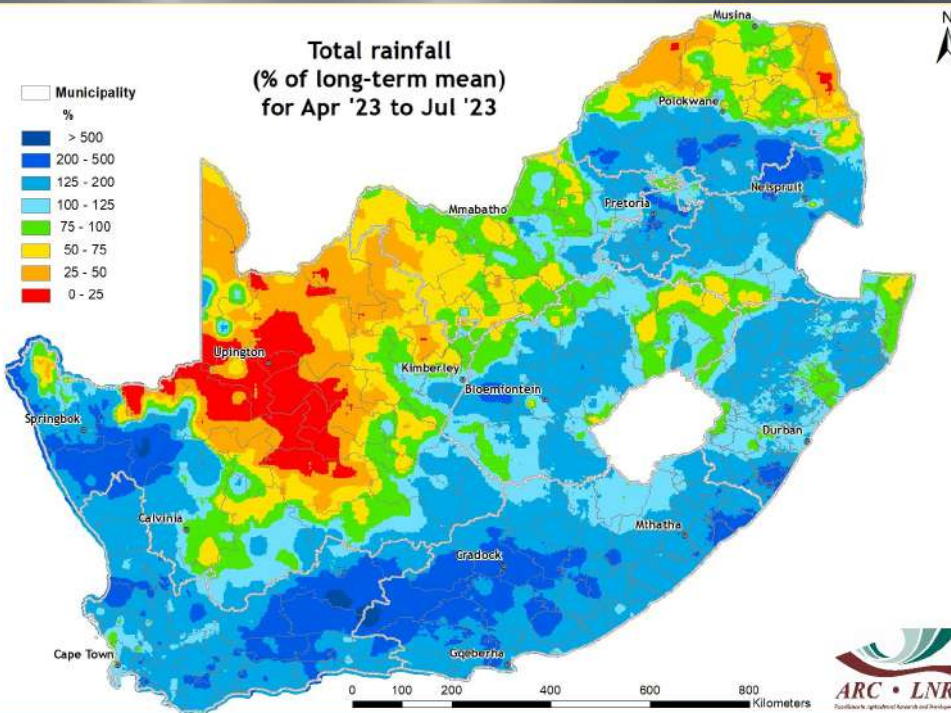 Total rainfall
(% of long-term mean)
for Apr '23 to Jul '23
N
Municipality
%
> 500
200 - 500
125 - 200
100 - 125
75 - 100
50 - 75
25 - 50
0 - 25
Musina
Polokwane
Nelspruit
Pretoria
Mmabatho
Upington
Kimberley
Bloemfontein
Springbok
Durban
Calvinia
Mthatha
Cradock
Cape Town
Gqeberha
0 100 200 400 600 800
Kilometers
ARC • LNR